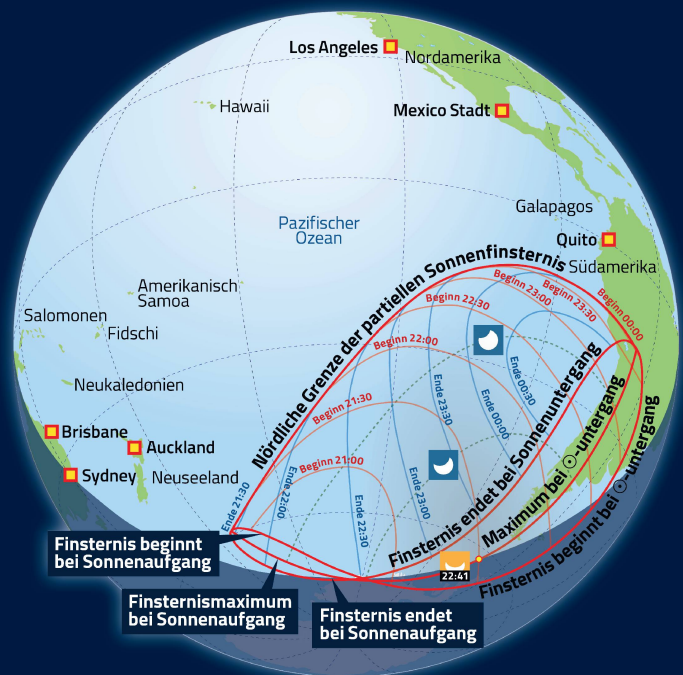 Los Angeles
Nordamerika
Hawaii
Mexico Stadt
Galapagos
Pazifischer
Ozean
Quito
Südamerika
Nördliche Grenze der partiellen Sonnenfinsternis
Beginn 22:30
Beginn 23:00
Beginn 23:30
Beginn 00:00
Amerikanisch
Samoa
Salomonen
Fidschi
Beginn 22:00
Neukaledonien
Ende 23:30
Ende 00:00
Ende 00:30
Beginn 21:30
Brisbane
Auckland
Sydney
Neuseeland
Beginn 21:00
Ende 21:30
Ende 22:00
Ende 22:30
Ende 23:00
Finsternis endet bei Sonnenuntergang
Maximum bei ☉-untergang
Finsternis beginnt bei ☉-untergang
Finsternis beginnt
bei Sonnenaufgang
22:41
Finsternismaximum
bei Sonnenaufgang
Finsternis endet
bei Sonnenaufgang